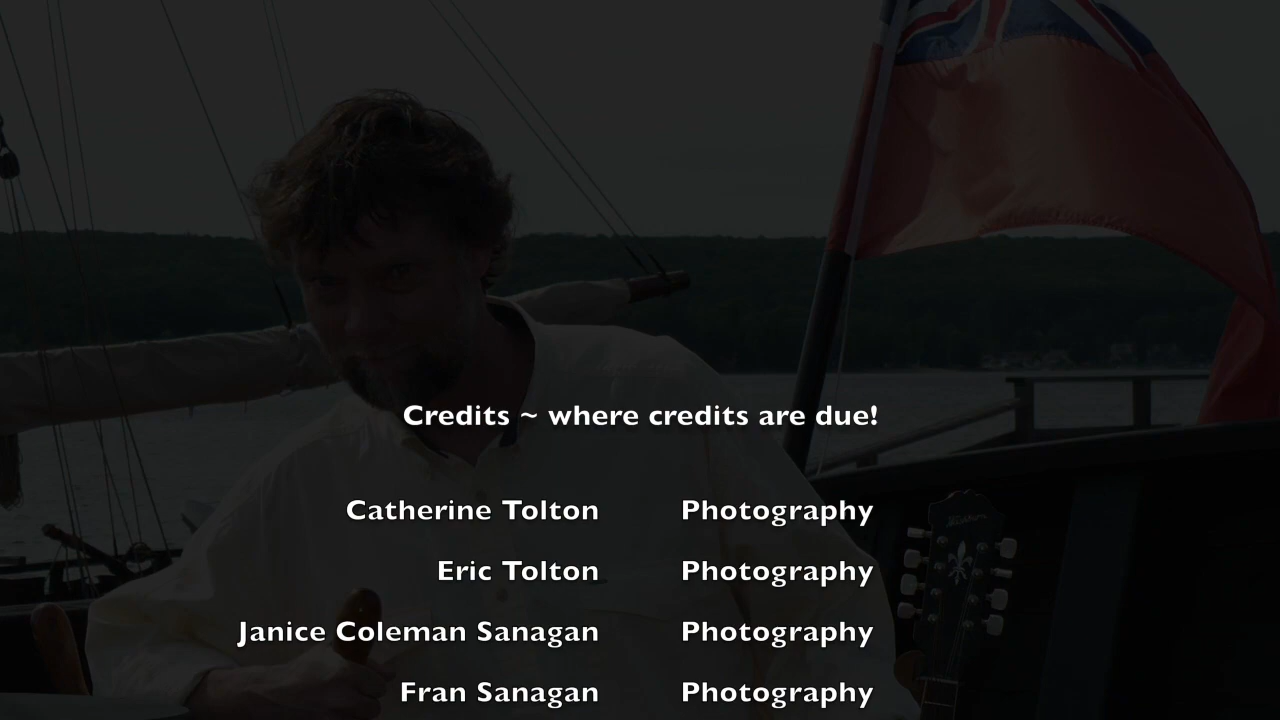 Credits ~ where credits are due!
Catherine Tolton Photography
Eric Tolton Photography
Janice Coleman Sanagan Photography
Fran Sanagan Photography